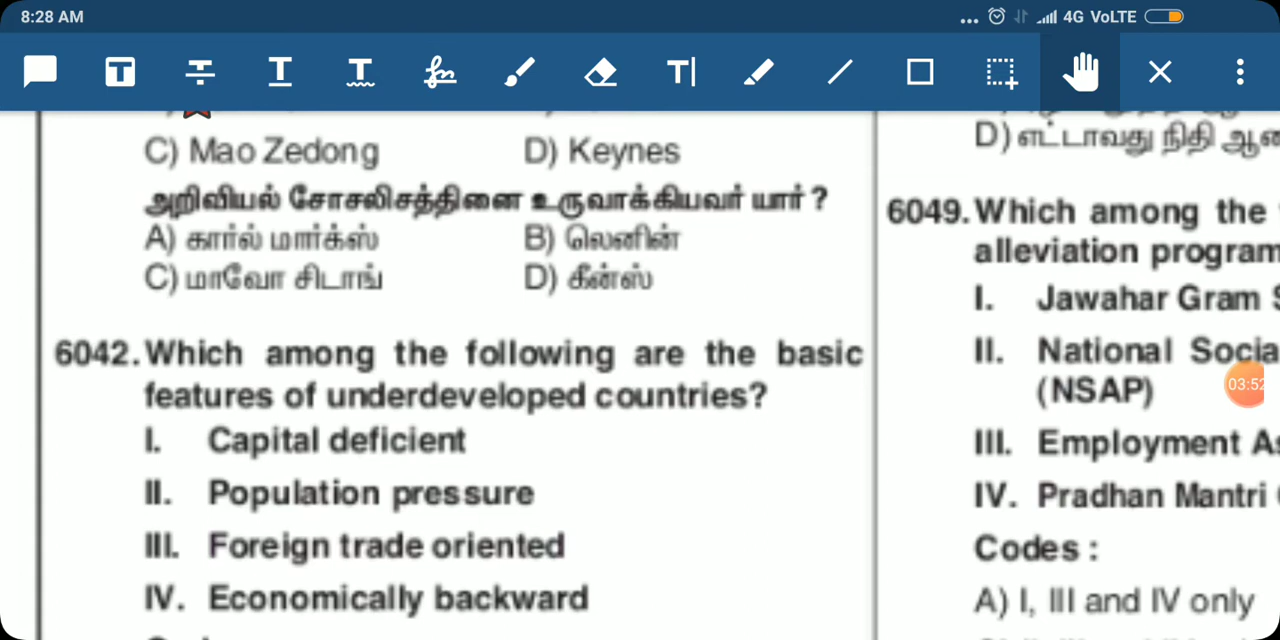 8:28 AM
4G VoLTE
C) Mao Zedong D) Keynes
அறிவியல் சோசலிசத்தினை உருவாக்கியவர் யார் ?
A) கார்ல் மார்க்ஸ் B) லெனின்
C) மாவோ சிடாங் D) கீன்ஸ்
6042. Which among the following are the basic
features of underdeveloped countries?
I. Capital deficient
II. Population pressure
III. Foreign trade oriented
IV. Economically backward
D) எட்டாவது நிதி
6049. Which among the
alleviation program
I. Jawahar Gram
II. National Socia
(NSAP)
03:52
III. Employment As
IV. Pradhan Mantri
Codes :
A) I, III and IV only